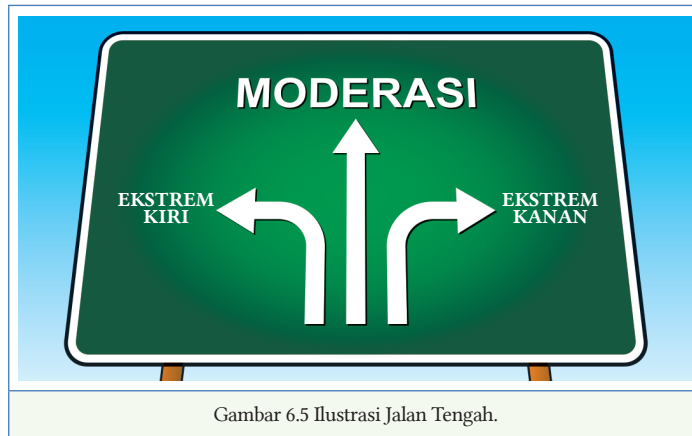 MODERASI
EKSTREM
KIRI
EKSTREM
KANAN
Gambar 6.5 Ilustrasi Jalan Tengah.